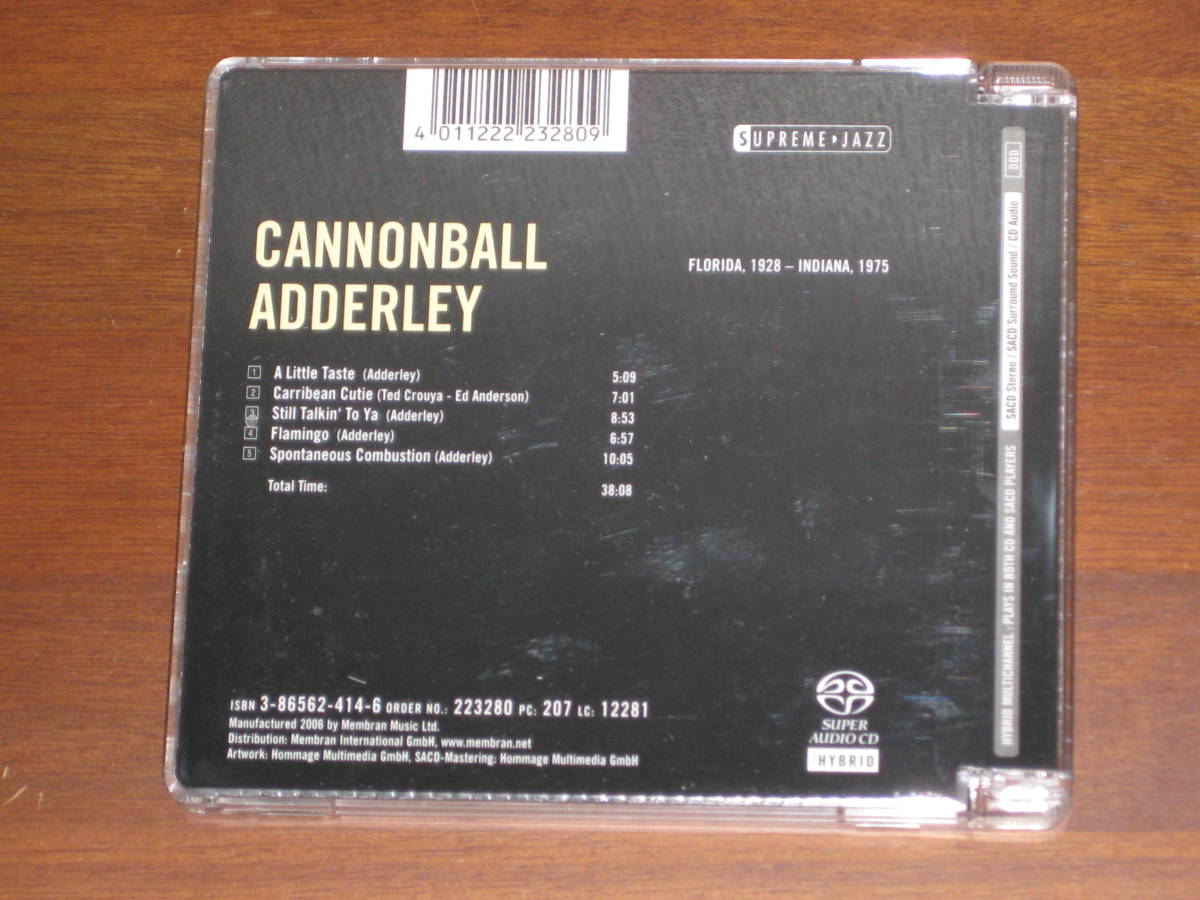 4 011222 232809
SUPREME JAZZ
CANNONBALL
ADDERLEY
FLORIDA, 1928 – INDIANA, 1975
1 A Little Taste (Adderley) 5:09
2 Carribean Cutie (Ted Crouya - Ed Anderson) 7:01
3 Still Talkin' To Ya (Adderley) 8:53
4 Flamingo (Adderley) 6:57
5 Spontaneous Combustion (Adderley) 10:05
Total Time: 38:08
ISBN 3-86562-414-6 ORDER NO.: 223280 PC: 207 LC: 12281
Manufactured 2006 by Membran Music Ltd.
Distribution: Membran International GmbH, www.membran.net
Artwork: Hommage Multimedia GmbH, SACD-Mastering: Hommage Multimedia GmbH
SUPER
AUDIO CD
HYBRID
HYBRID MULTICHANNEL : PLAYS IN BOTH CD AND SACD PLAYERS SACD Stereo / SACD Surround Sound / CD Audio DDD